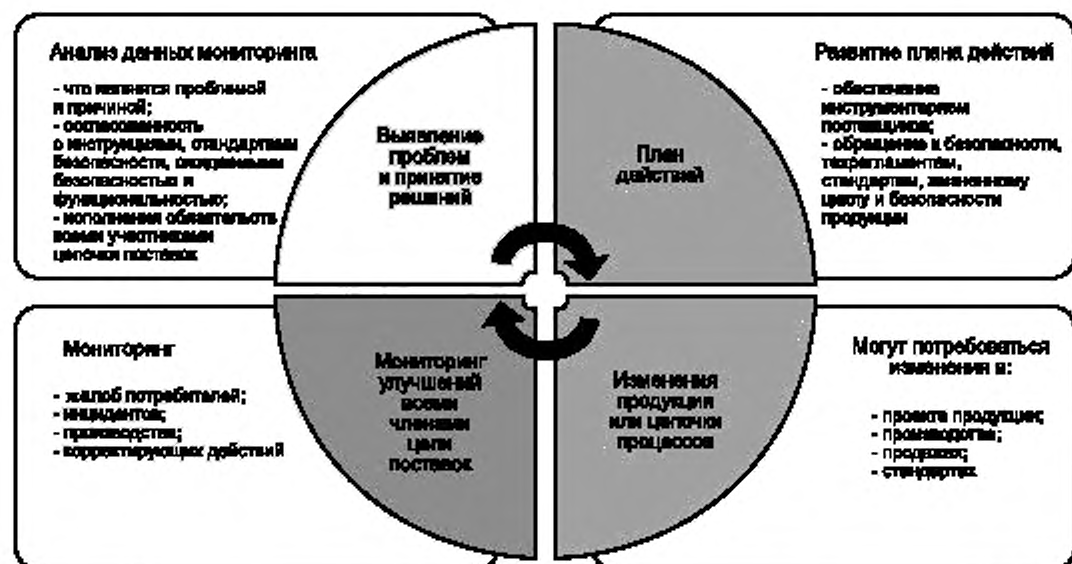 Анализ данных мониторинга
- что является проблемой
и причиной;
- согласованность
с инструкциями, стандартами
безопасности, ожидаемыми
безопасностью и
функциональностью;
- исполнения обязательств
всеми участниками
цепочки поставок
Выявление
проблем
и принятие
решений
План
действий
Развитие плана действий
- обеспечение
инструментарием
поставщиков;
- обращение к безопасности,
техрегламентам,
стандартам, жизненному
циклу и безопасности
продукции
Мониторинг
- жалоб потребителей;
- инцидентов;
- производства;
- корректирующих действий
Мониторинг
улучшений
всеми
членами
цепи
поставок
Изменения
продукции
или цепочки
процессов
Могут потребоваться
изменения в:
- проекте продукции;
- производстве;
- продажах;
- стандартах